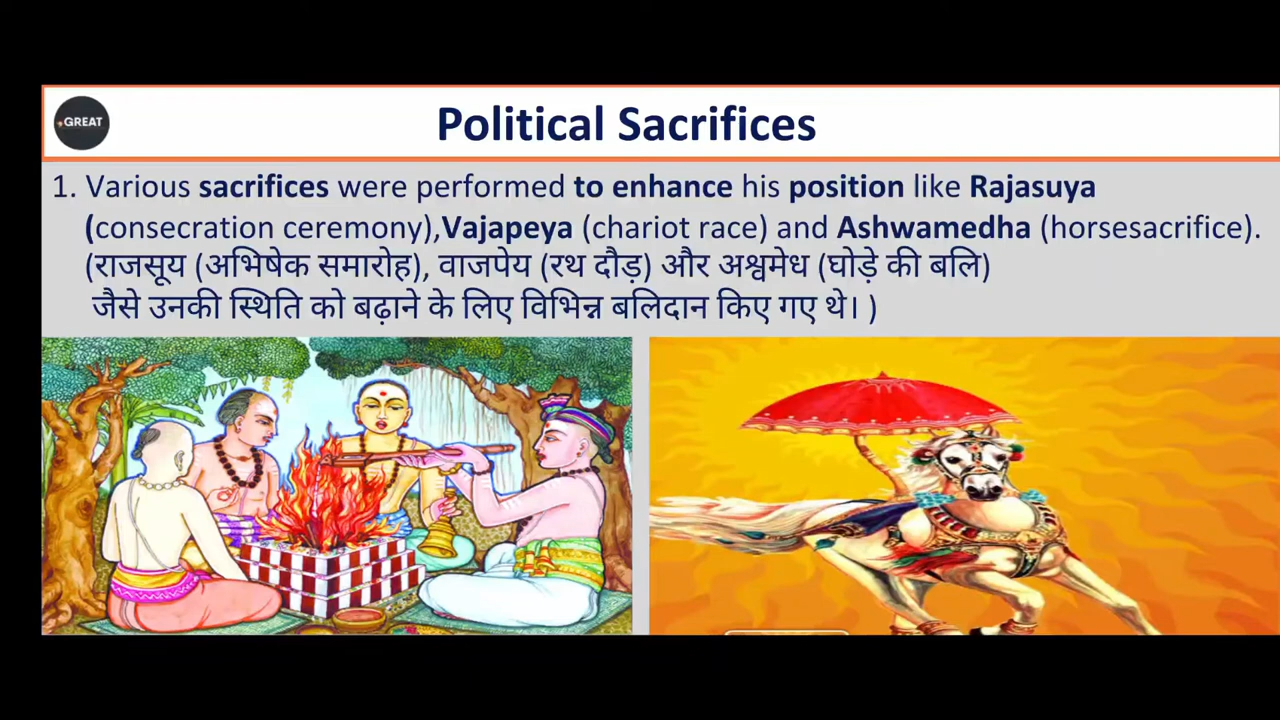 GREAT
Political Sacrifices
1. Various sacrifices were performed to enhance his position like Rajasuya
(consecration ceremony),Vajapeya (chariot race) and Ashwamedha (horsesacrifice).
(राजसूय (अभिषेक समारोह), वाजपेय (रथ दौड़) और अश्वमेध (घोड़े की बलि)
जैसे उनकी स्थिति को बढ़ाने के लिए विभिन्न बलिदान किए गए थे। )